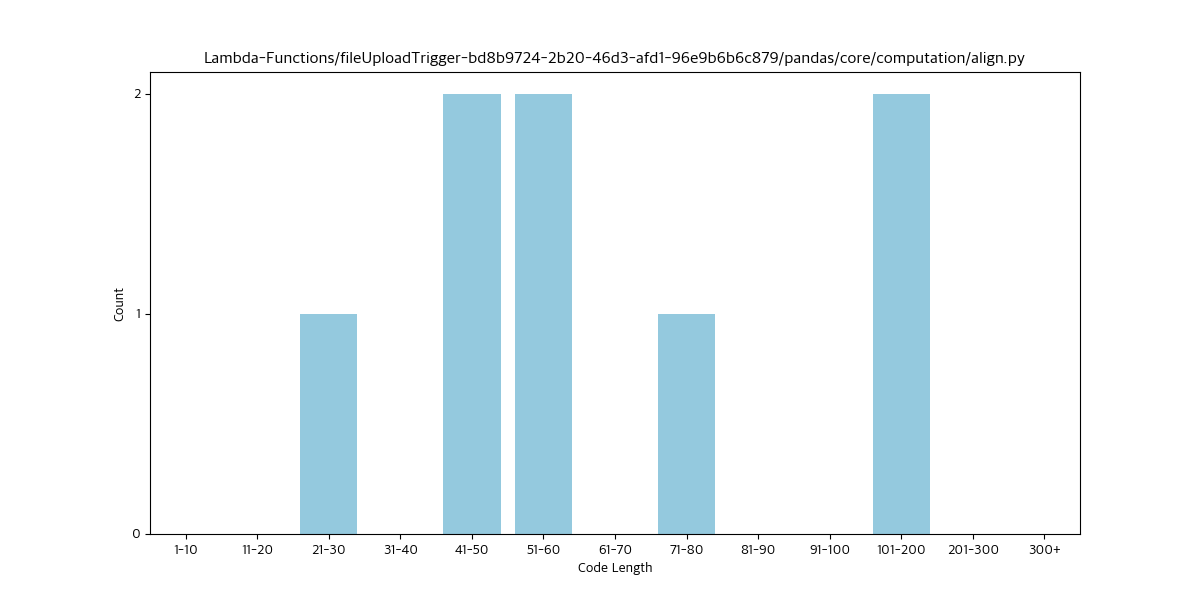 Lambda-Functions/fileUploadTrigger-bd8b9724-2b20-46d3-afd1-96e9b6b6c879/pandas/core/computation/align.py
2
1
0
Count
1-10 11-20 21-30 31-40 41-50 51-60 61-70 71-80 81-90 91-100 101-200 201-300 300+
Code Length